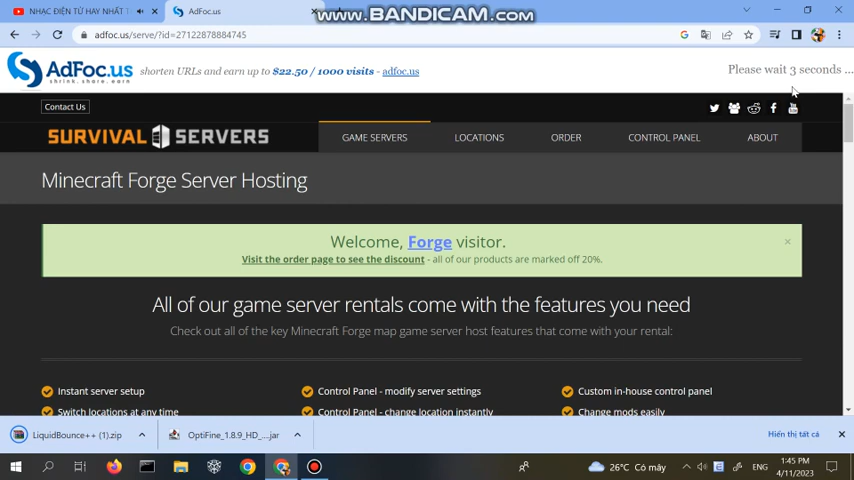 www.BANDICAM.com
NHẠC ĐIỆN TỬ HAY NHẤT T
AdFoc.us
adfoc.us/serve/?id=27122878884745
AdFoc.us
shrink.share.earn
shorten URLs and earn up to $22.50 / 1000 visits - adfoc.us
Please wait 3 seconds ...
Contact Us
SURVIVAL SERVERS
GAME SERVERS
LOCATIONS
ORDER
CONTROL PANEL
ABOUT
Minecraft Forge Server Hosting
Welcome, Forge visitor.
Visit the order page to see the discount - all of our products are marked off 20%.
All of our game server rentals come with the features you need
Check out all of the key Minecraft Forge map game server host features that come with your rental:
Instant server setup
Control Panel - modify server settings
Custom in-house control panel
Switch locations at any time
Control Panel - change location instantly
Change mods easily
LiquidBounce++ (1).zip
OptiFine_1.8.9_HD_....jar
Hiển thị tất cả
26°C Có mây
ENG
1:45 PM
4/11/2023